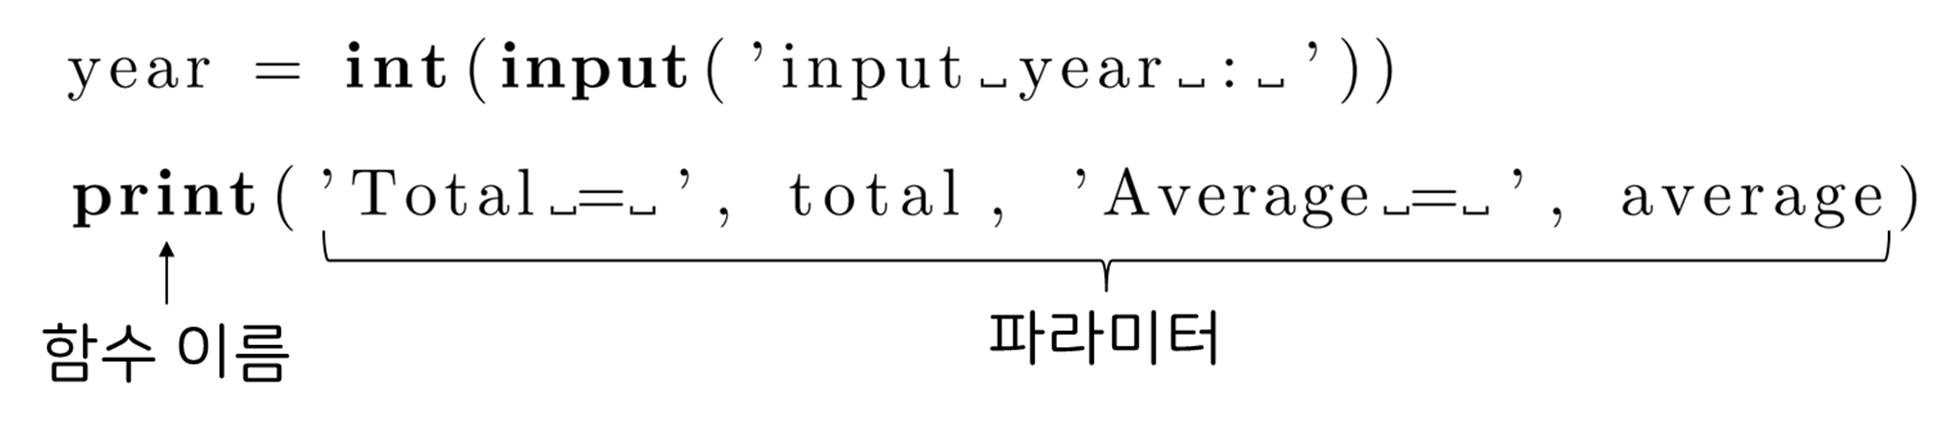 year = int(input('input␣year␣:␣'))
print('Total␣=␣', total, 'Average␣=␣', average)
함수 이름
파라미터